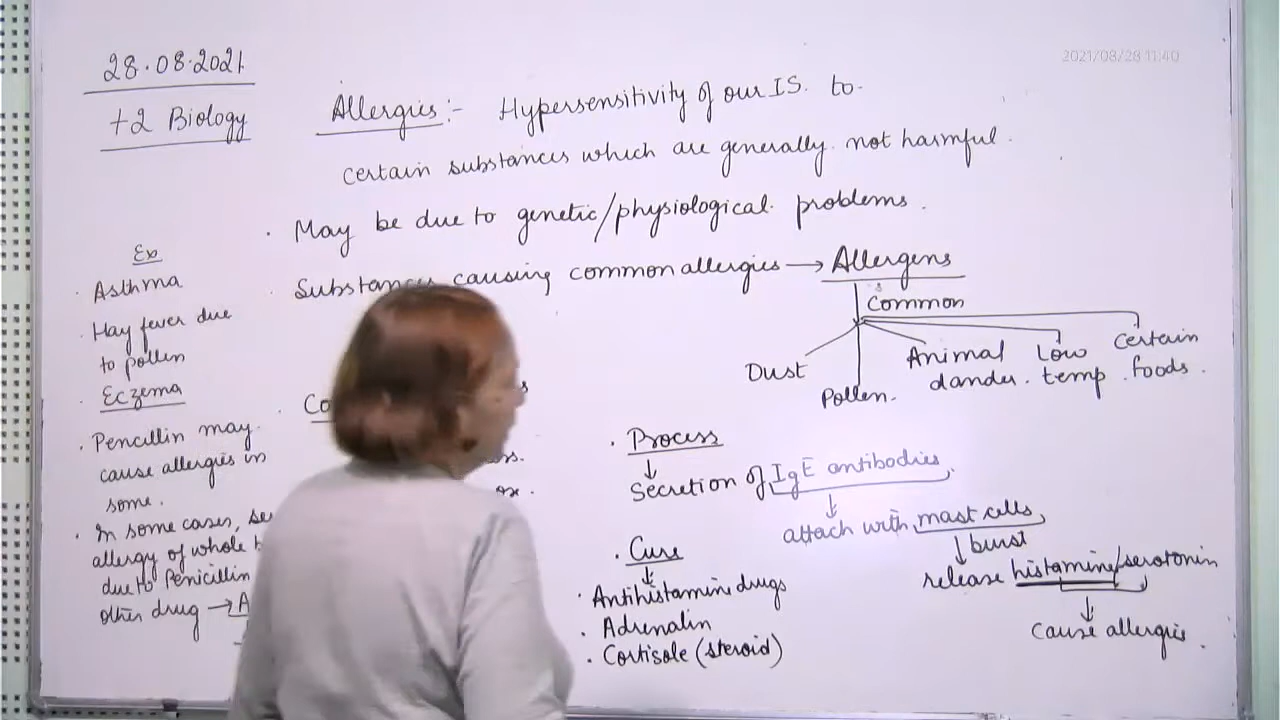 28.08.2021
2021/08/28 11:40
+2 Biology
Allergies:- Hypersensitivity of our IS. to
certain substances which are generally not harmful.
. May be due to genetic/physiological problems.
Substances causing common allergies → Allergens
Common
Dust
Pollen.
Animal
dander.
Low
temp.
Certain
foods.
Ex
. Asthma
. Hay fever due
to pollen
. Eczema
. Pencillin may
cause allergies in
some.
. In some cases,
allergy of whole
due to Penicillin
other drug →
. Process
↓
Secretion of IgE antibodies
↓
attach with mast cells
↓ burst
release histamine/serotonin
↓
cause allergies.
. Cure
↓
. Antihistamine drugs
. Adrenalin
. Cortisole (steroid)